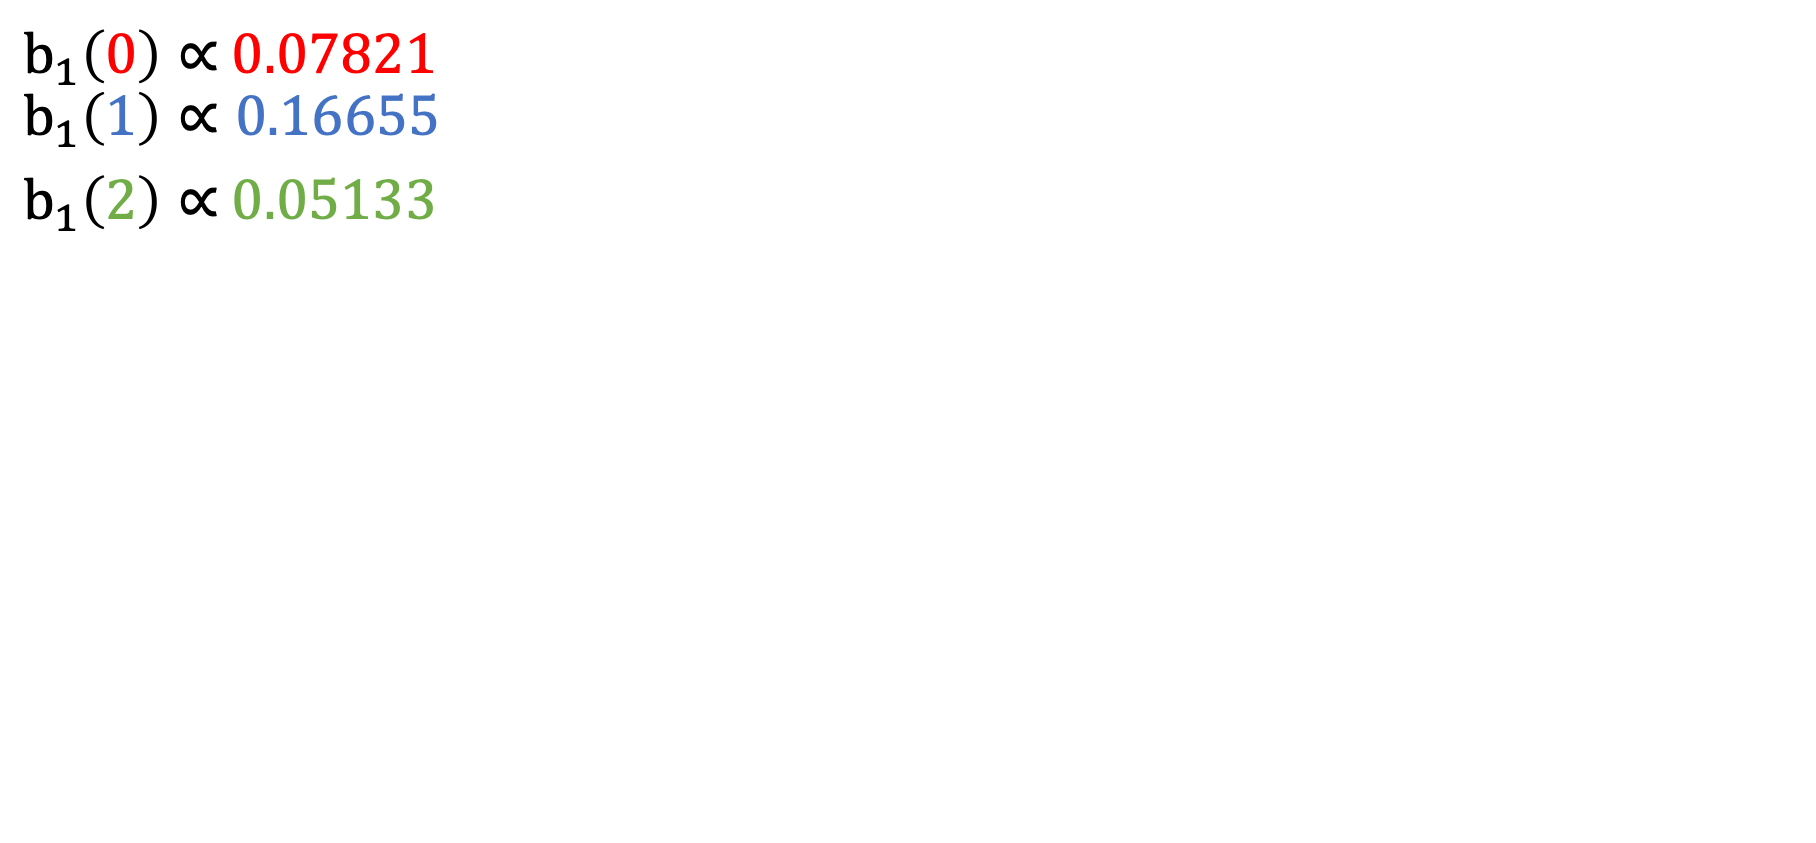 b₁(0) ∝ 0.07821
b₁(1) ∝ 0.16655
b₁(2) ∝ 0.05133